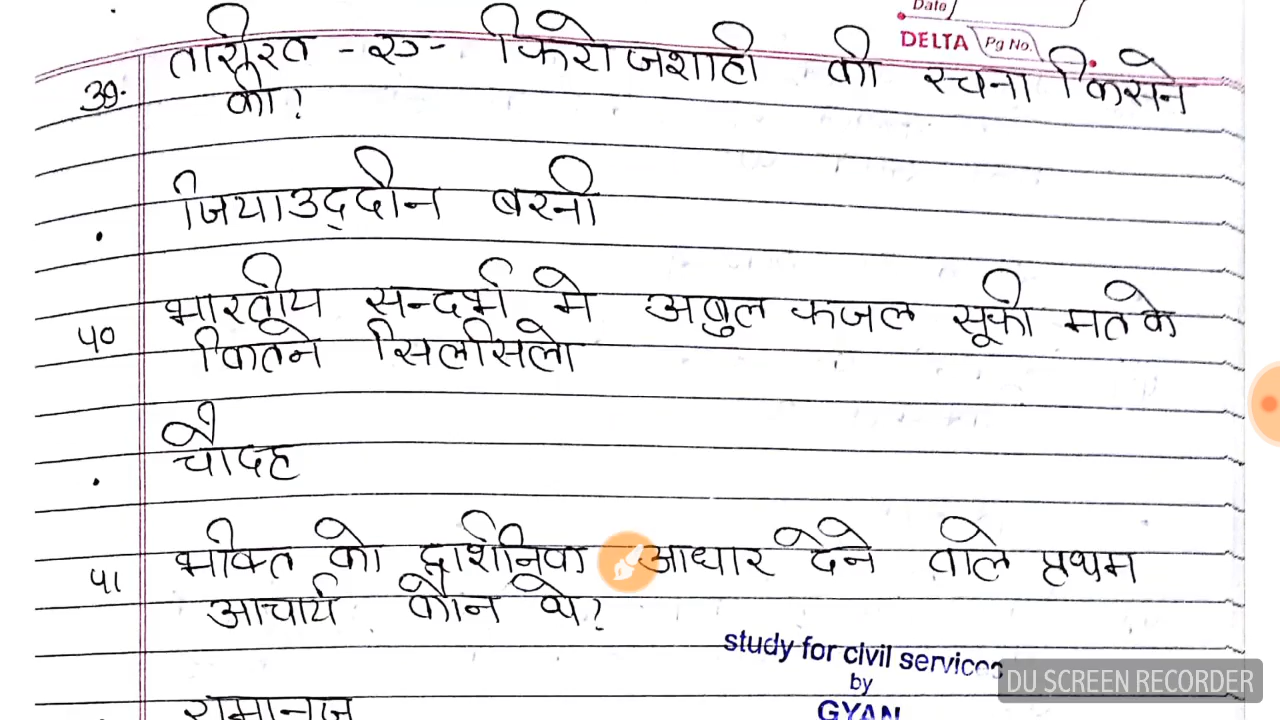 Date
DELTA Pg No.
39. तारीरत - ए - फिरोजशाही की रचना किसने
की?
जियाउद्दीन बरनी
40 भारतीय सन्दर्भ मे अबुल फजल सूफी मत के
कितने सिलसिलो
चौदह
41 भक्ति को दार्शनिक आधार देने वाले प्रथम
आचार्य कौन थे?
study for civil services
by
GYAN
रामानुज
DU SCREEN RECORDER